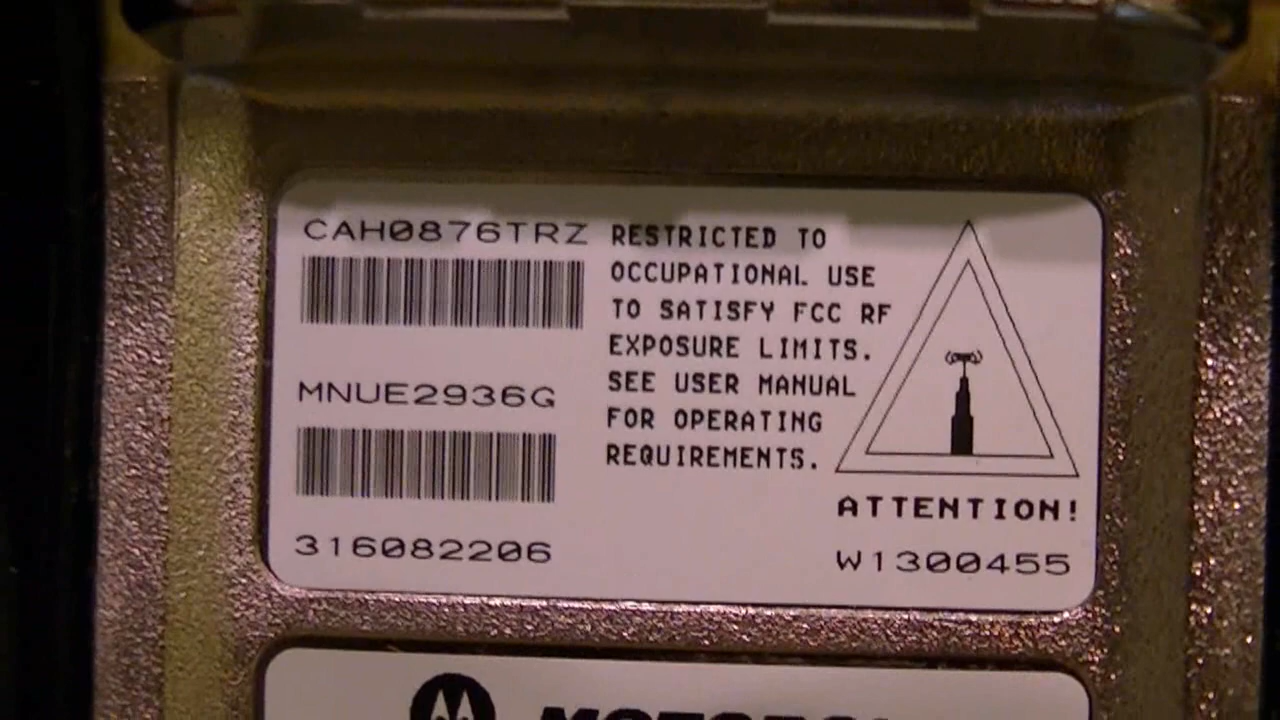 CAH0876TRZ
RESTRICTED TO
OCCUPATIONAL USE
TO SATISFY FCC RF
EXPOSURE LIMITS.
SEE USER MANUAL
FOR OPERATING
REQUIREMENTS.
MNUE2936G
316082206
ATTENTION!
W1300455